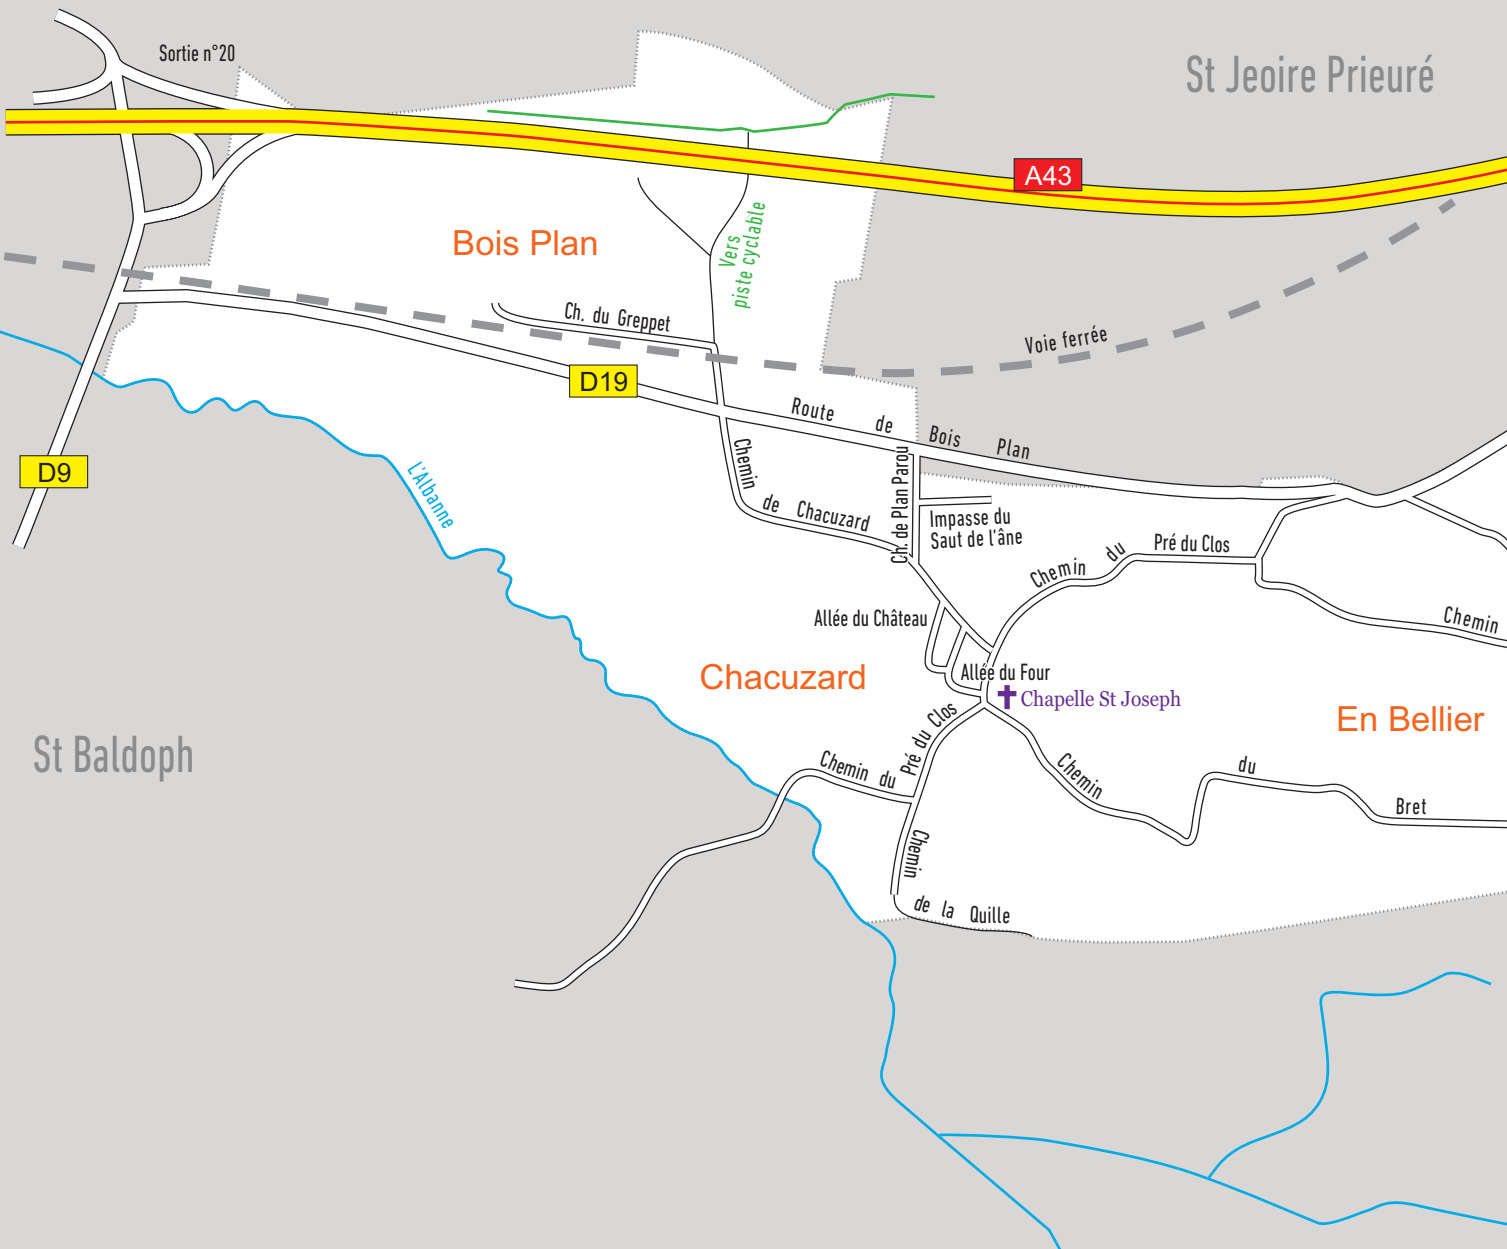 Sortie n°20
St Jeoire Prieuré
A43
Bois Plan
Vers
piste cyclable
Ch. du Greppet
Voie ferrée
D19
Route de Bois Plan
D9
L'Albanne
Chemin de Chacuzard
Ch. de Plan Parou
Impasse du
Saut de l'âne
Chemin du Pré du Clos
Allée du Château
Chemin
Allée du Four
Chacuzard
Chapelle St Joseph
En Bellier
St Baldoph
Chemin du Pré du Clos
Chemin du Bret
Chemin de la Quille